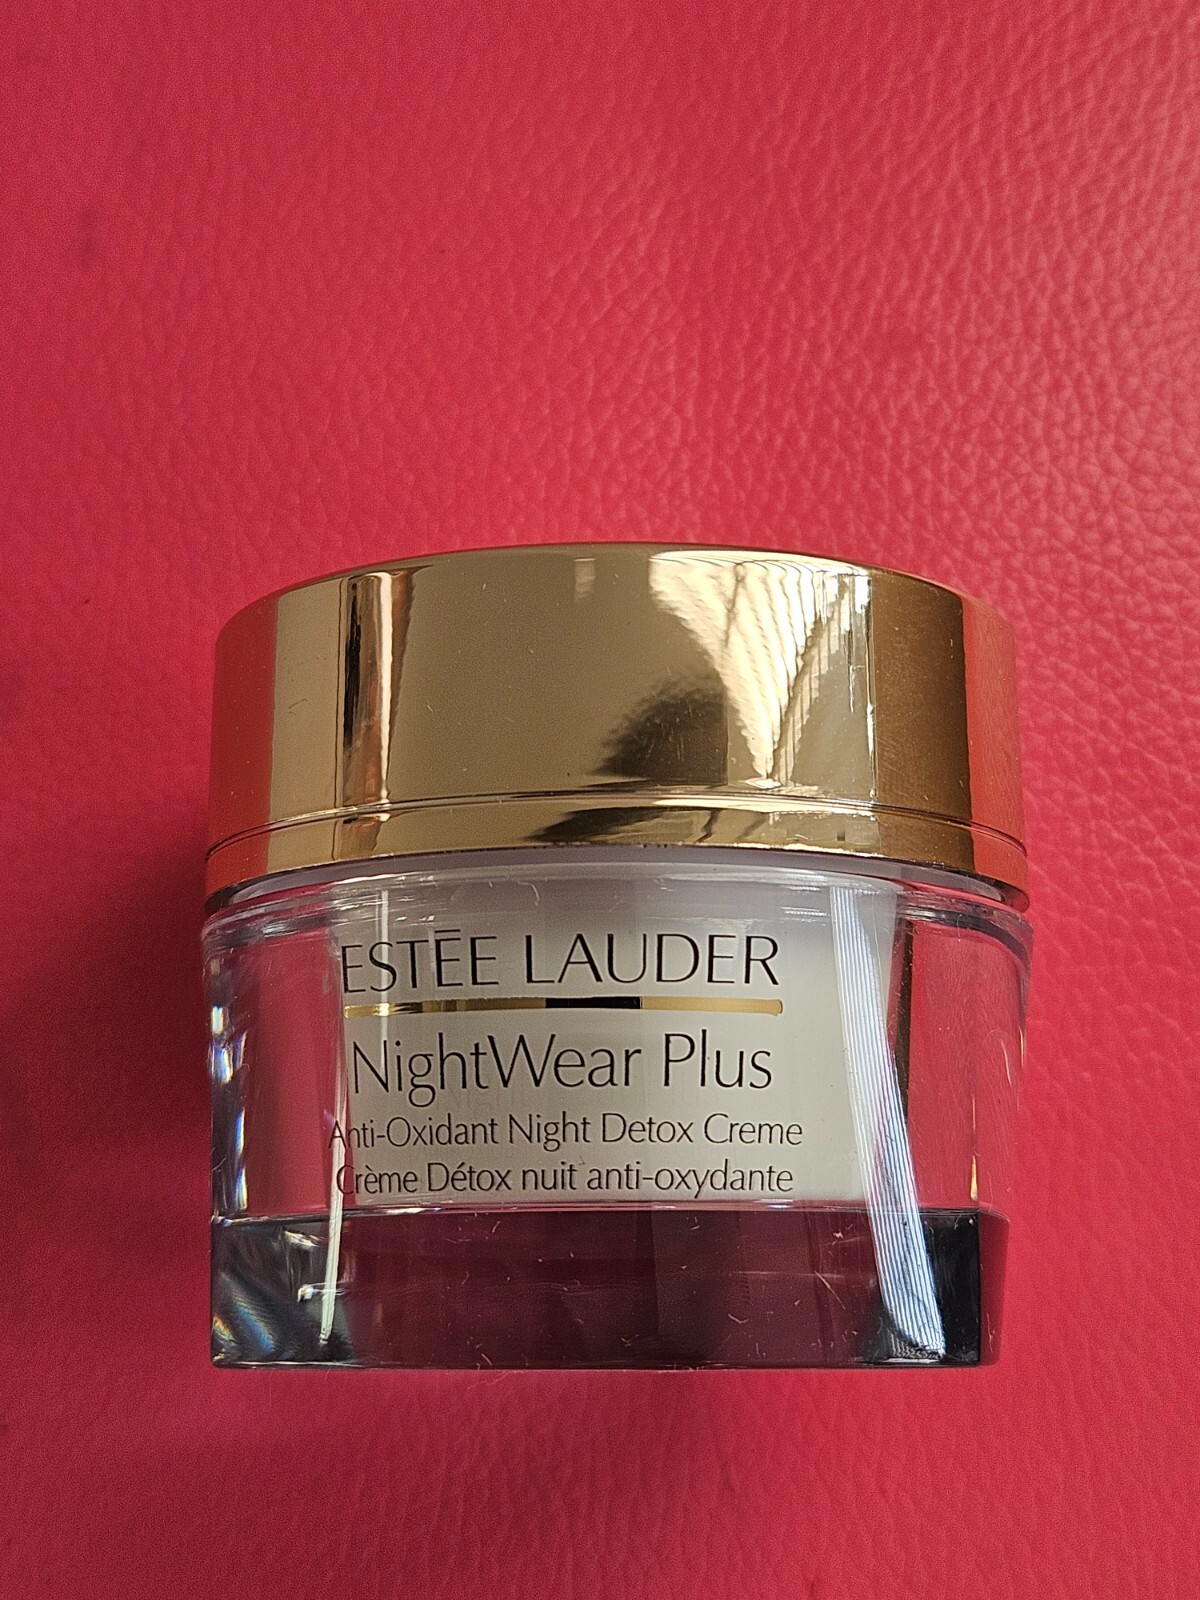 ESTĒE LAUDER
NightWear Plus
Anti-Oxidant Night Detox Creme
Crème Détox nuit anti-oxydante